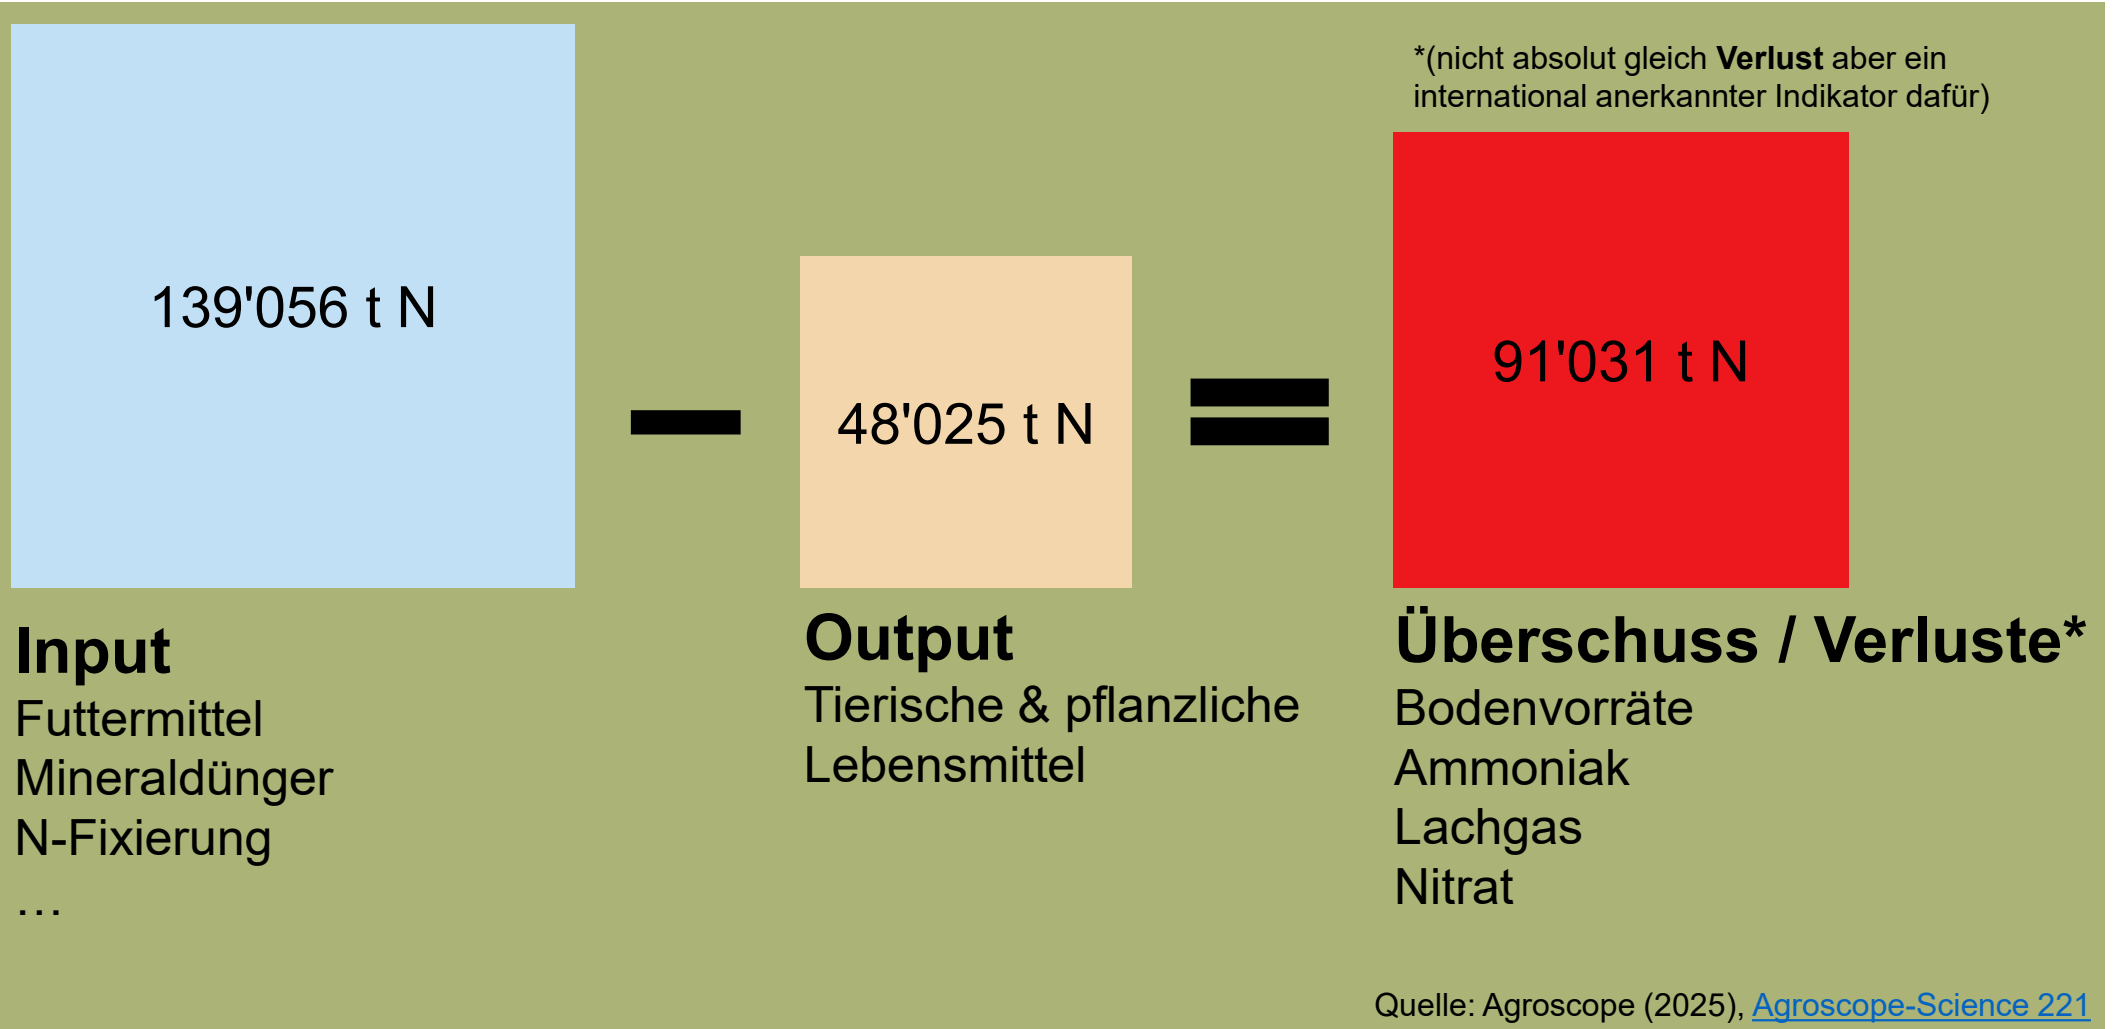 *(nicht absolut gleich Verlust aber ein
international anerkannter Indikator dafür)
139'056 t N
48'025 t N
91'031 t N
Input
Futtermittel
Mineraldünger
N-Fixierung
…
Output
Tierische & pflanzliche
Lebensmittel
Überschuss / Verluste*
Bodenvorräte
Ammoniak
Lachgas
Nitrat
Quelle: Agroscope (2025), Agroscope-Science 221